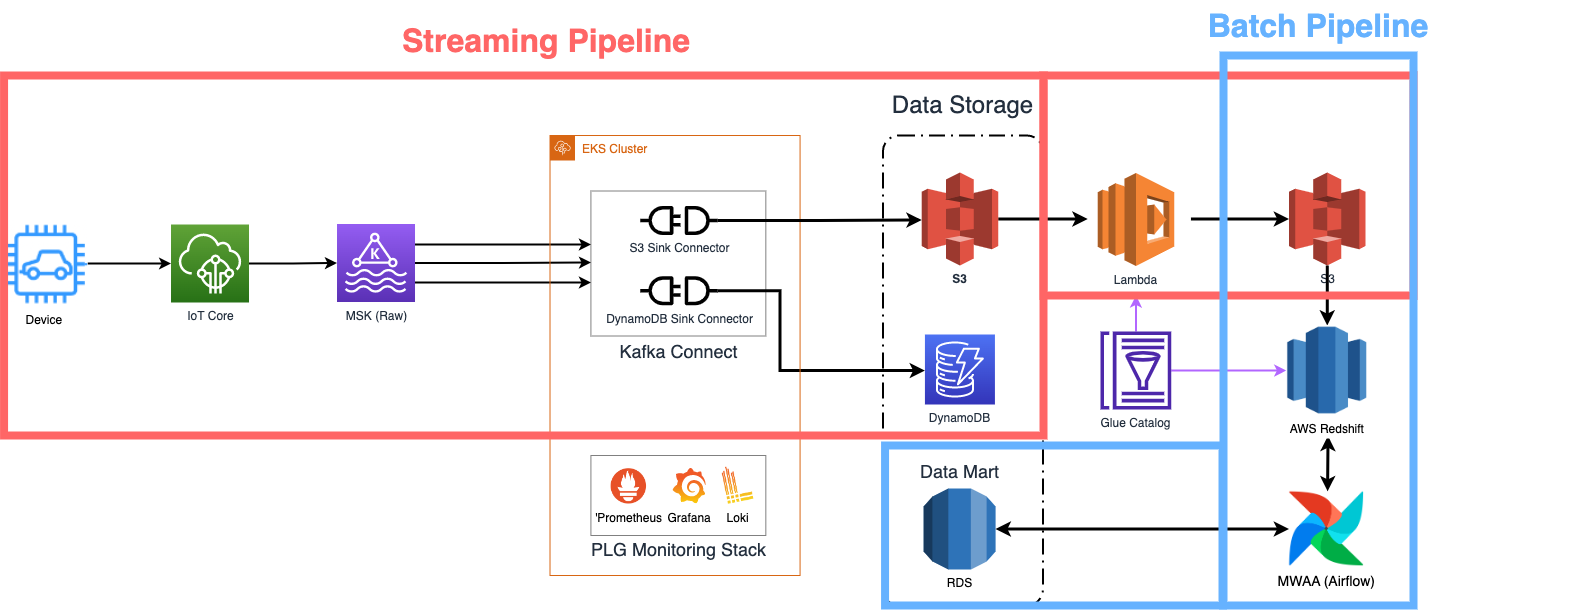 Streaming Pipeline
Batch Pipeline
Data Storage
EKS Cluster
S3 Sink Connector
DynamoDB Sink Connector
Kafka Connect
Device
IoT Core
K
MSK (Raw)
S3
Lambda
S3
DynamoDB
Glue Catalog
AWS Redshift
'Prometheus
Grafana
Loki
PLG Monitoring Stack
Data Mart
RDS
MWAA (Airflow)